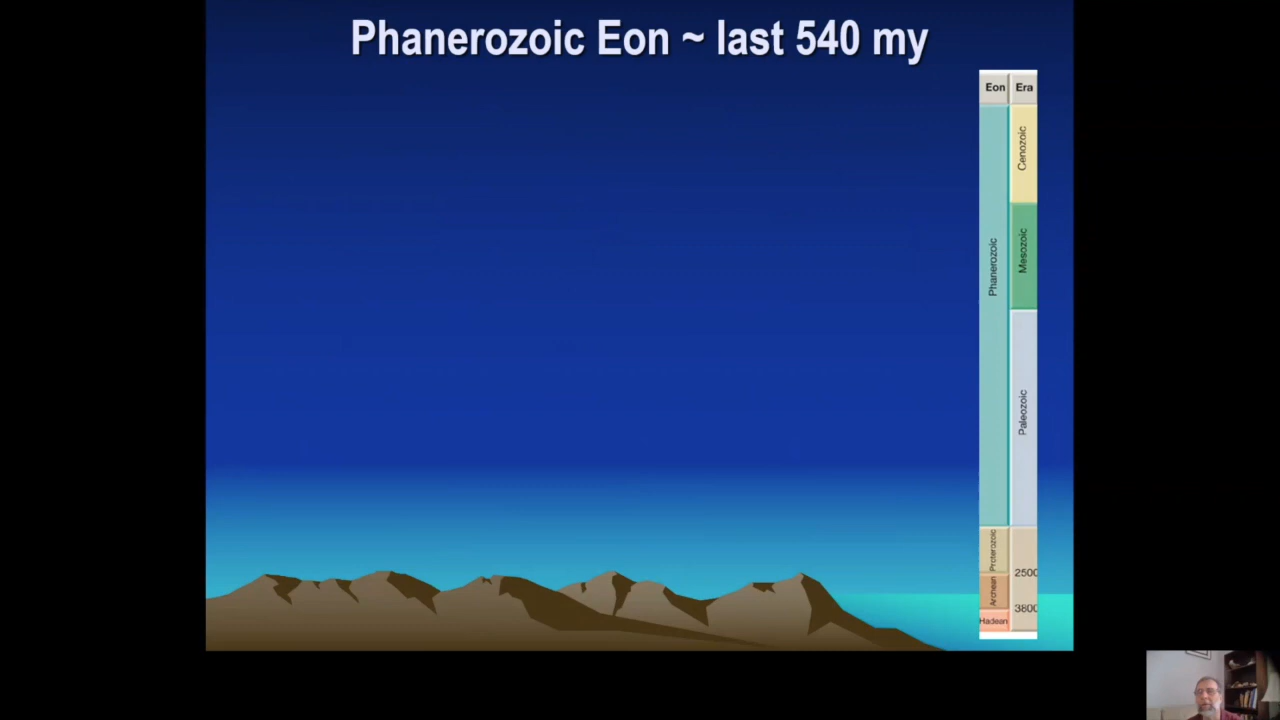 Phanerozoic Eon ~ last 540 my
Eon Era
Phanerozoic
Cenozoic
Mesozoic
Paleozoic
Proterozoic
2500
Archean
3800
Hadean